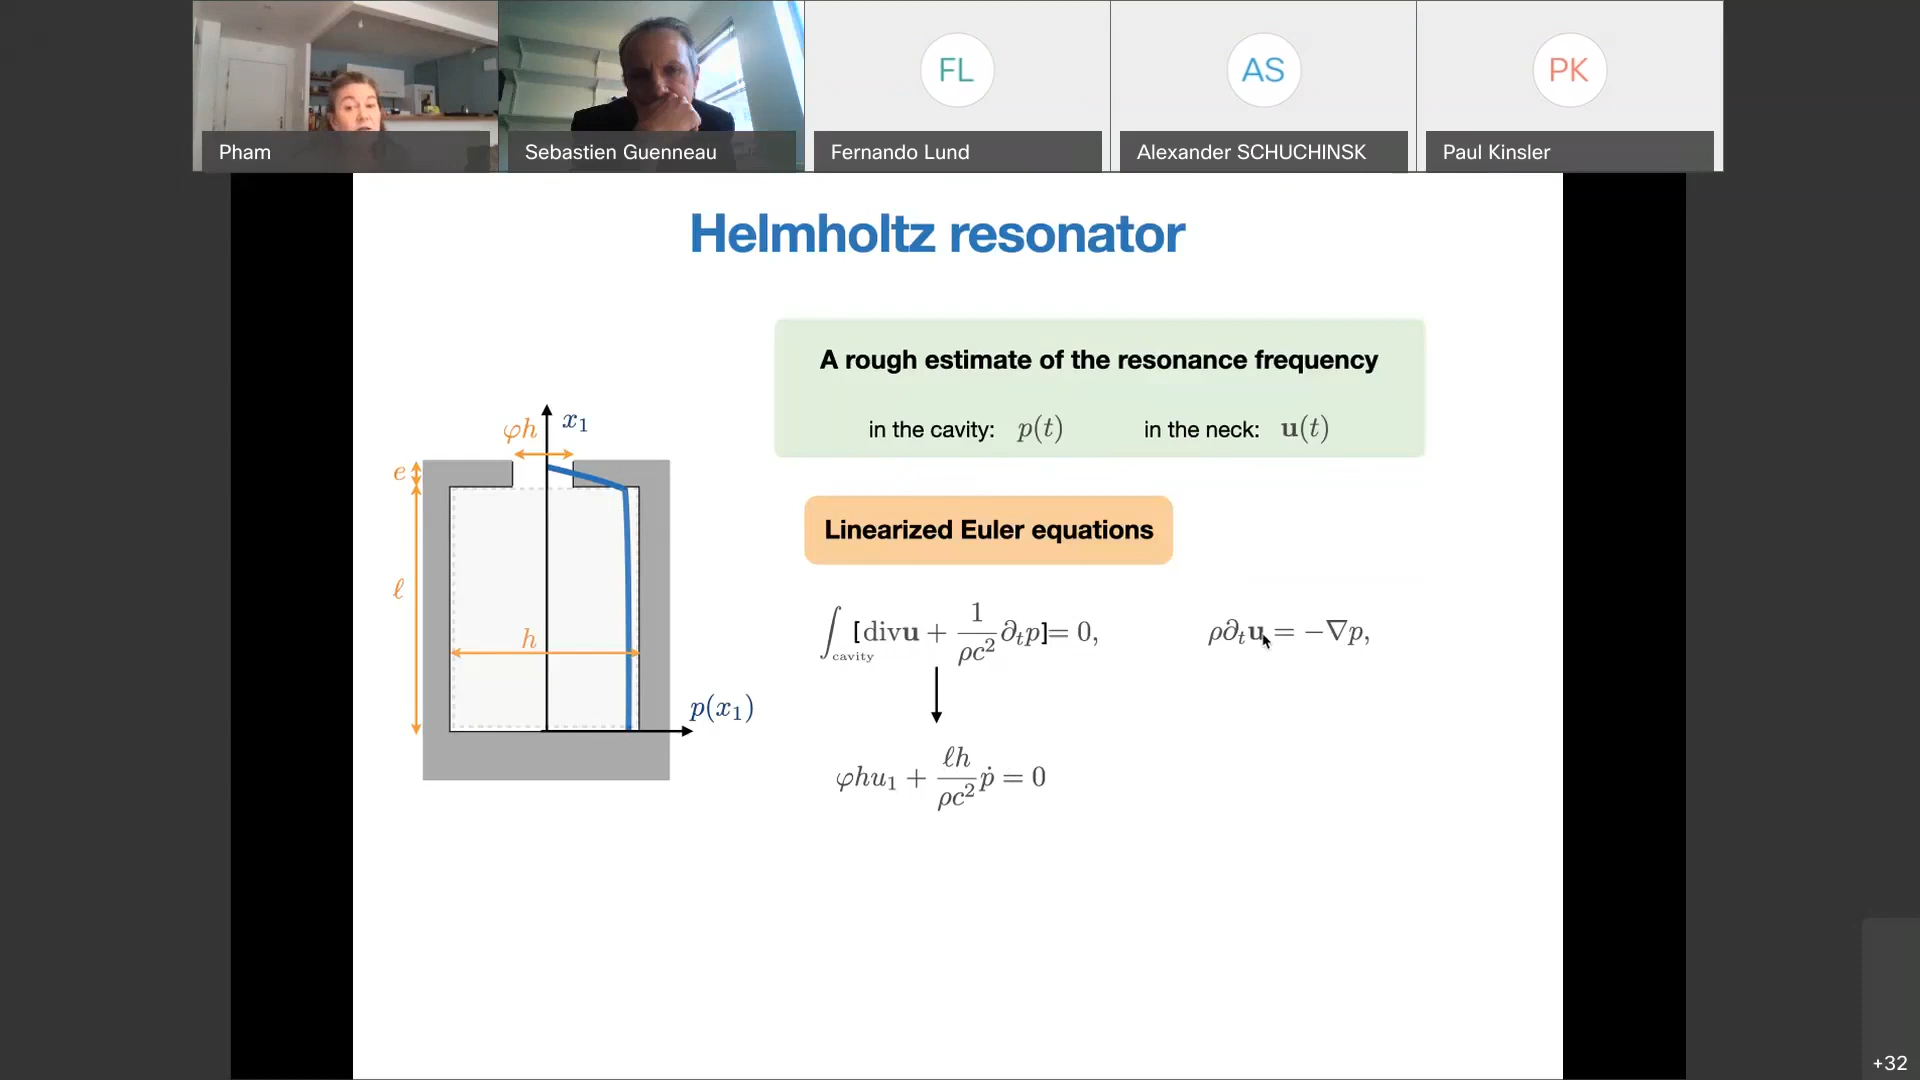 FL
AS
PK
Pham
Sebastien Guenneau
Fernando Lund
Alexander SCHUCHINSK
Paul Kinsler
Helmholtz resonator
A rough estimate of the resonance frequency
in the cavity: p(t) in the neck: u(t)
φh
x₁
e
ℓ
h
p(x₁)
Linearized Euler equations
∫cavity [divu + 1/ρc² ∂ₜp]= 0, ρ∂ₜu = −∇p,
φhu₁ + ℓh/ρc² ṗ = 0
+32